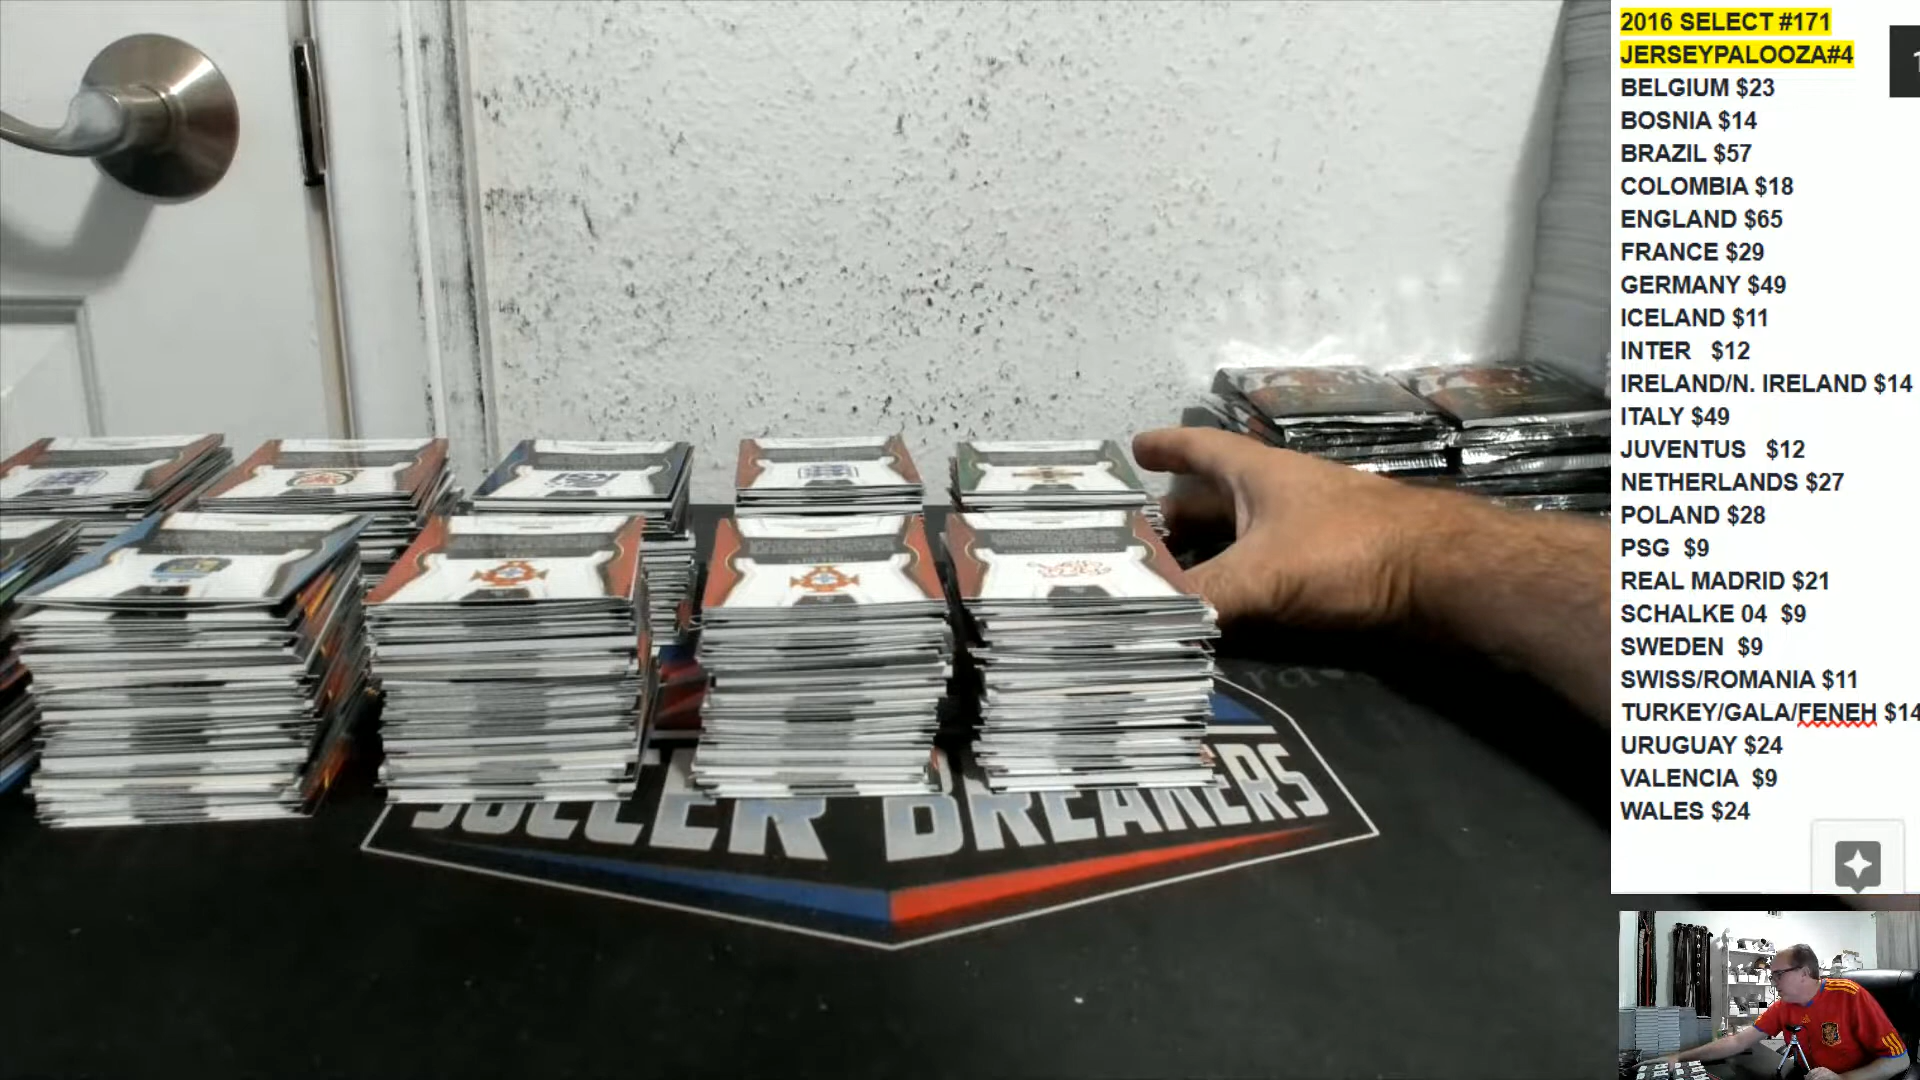 2016 SELECT #171
JERSEYPALOOZA#4
BELGIUM $23
BOSNIA $14
BRAZIL $57
COLOMBIA $18
ENGLAND $65
FRANCE $29
GERMANY $49
ICELAND $11
INTER $12
IRELAND/N. IRELAND $14
ITALY $49
JUVENTUS $12
NETHERLANDS $27
POLAND $28
PSG $9
REAL MADRID $21
SCHALKE 04 $9
SWEDEN $9
SWISS/ROMANIA $11
TURKEY/GALA/FENEH $14
URUGUAY $24
VALENCIA $9
WALES $24
SOCCER BREAKERS